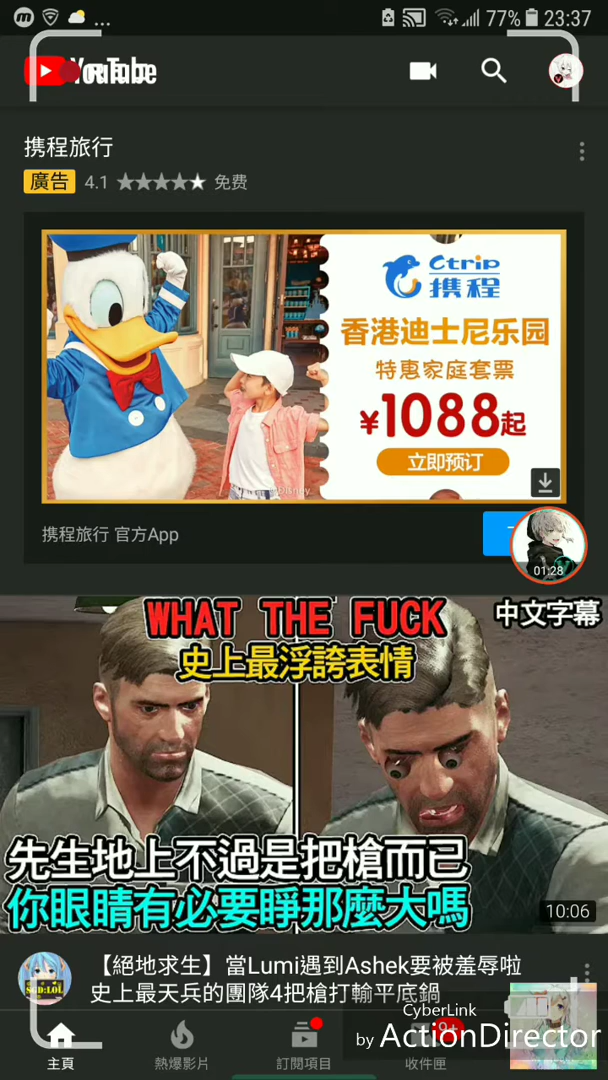 77% 23:37
YouTube
携程旅行
廣告 4.1 ★★★★★ 免费
Ctrip
携程
香港迪士尼乐园
特惠家庭套票
¥1088起
立即预订
Disney
携程旅行 官方App
01:28
WHAT THE FUCK
中文字幕
史上最浮誇表情
先生地上不過是把槍而已
你眼睛有必要睜那麼大嗎
10:06
SGD:LOL
【絕地求生】當Lumi遇到Ashek要被羞辱啦
史上最天兵的團隊4把槍打輸平底鍋
CyberLink
9+
by ActionDirector
主頁
熱爆影片
訂閱項目
收件匣